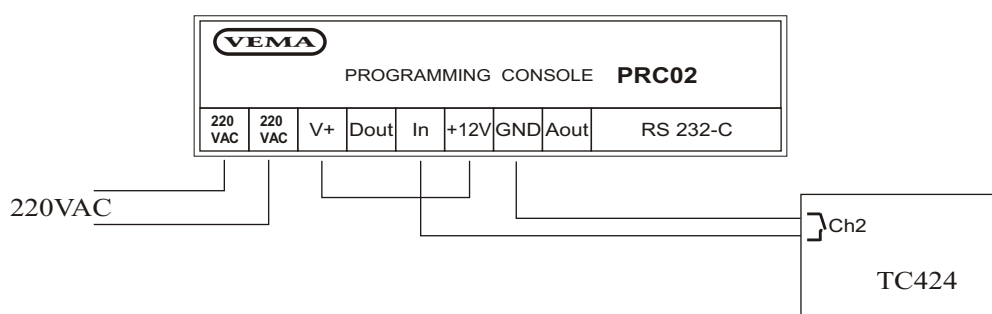 VEMA
PROGRAMMING CONSOLE PRC02
220 VAC 220 VAC V+ Dout In +12V GND Aout RS 232-C
220VAC
Ch2
TC424